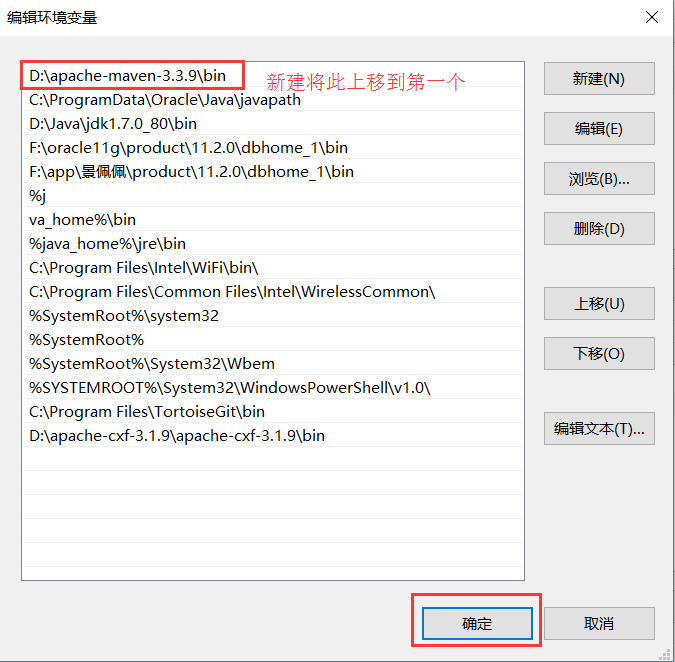 编辑环境变量
D:\apache-maven-3.3.9\bin
新建将此上移到第一个
C:\ProgramData\Oracle\Java\javapath
D:\Java\jdk1.7.0_80\bin
F:\oracle11g\product\11.2.0\dbhome_1\bin
F:\app\景佩佩\product\11.2.0\dbhome_1\bin
%j
va_home%\bin
%java_home%\jre\bin
C:\Program Files\Intel\WiFi\bin\
C:\Program Files\Common Files\Intel\WirelessCommon\
%SystemRoot%\system32
%SystemRoot%
%SystemRoot%\System32\Wbem
%SYSTEMROOT%\System32\WindowsPowerShell\v1.0\
C:\Program Files\TortoiseGit\bin
D:\apache-cxf-3.1.9\apache-cxf-3.1.9\bin
新建(N)
编辑(E)
浏览(B)...
删除(D)
上移(U)
下移(O)
编辑文本(T)...
确定
取消